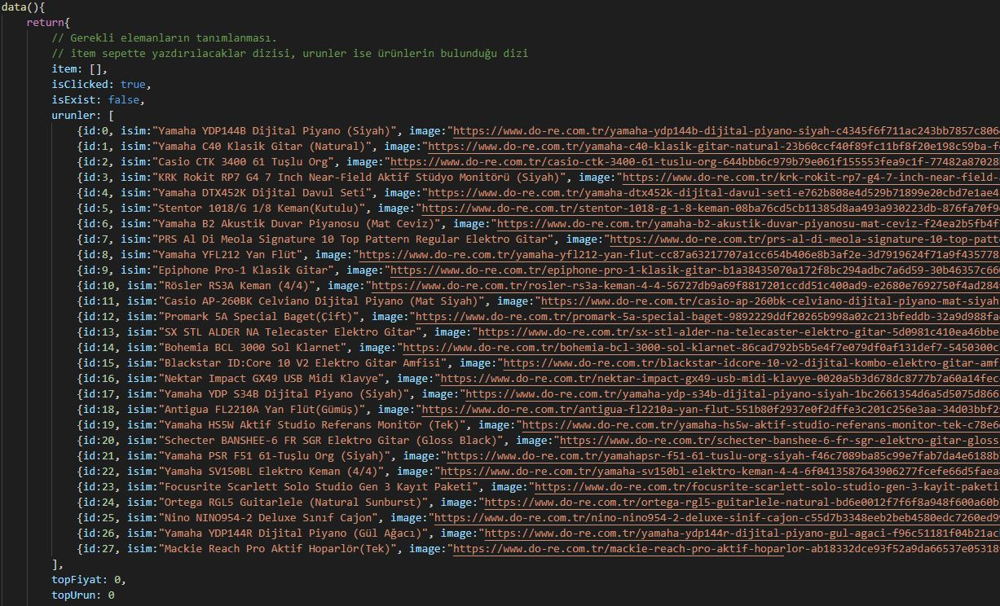 data(){
return{
// Gerekli elemanların tanımlanması.
// item sepette yazdırılacaklar dizisi, urunler ise ürünlerin bulunduğu dizi
item: [],
isClicked: true,
isExist: false,
urunler: [
{id:0, isim:"Yamaha YDP144B Dijital Piyano (Siyah)", image:"https://www.do-re.com.tr/yamaha-ydp144b-dijital-piyano-siyah-c4345f6f711ac243bb7857c806
{id:1, isim:"Yamaha C40 Klasik Gitar (Natural)", image:"https://www.do-re.com.tr/yamaha-c40-klasik-gitar-natural-23b60ccf40f89fc11bf8f20e198c59ba-f
{id:2, isim:"Casio CTK 3400 61 Tuşlu Org", image:"https://www.do-re.com.tr/casio-ctk-3400-61-tuslu-org-644bbb6c979b79e061f155553fea9c1f-77482a87028
{id:3, isim:"KRK Rokit RP7 G4 7 Inch Near-Field Aktif Stüdyo Monitörü (Siyah)", image:"https://www.do-re.com.tr/krk-rokit-rp7-g4-7-inch-near-field-
{id:4, isim:"Yamaha DTX452K Dijital Davul Seti", image:"https://www.do-re.com.tr/yamaha-dtx452k-dijital-davul-seti-e762b808e4d529b71899e20cbd7e1ae4
{id:5, isim:"Stentor 1018/G 1/8 Keman(Kutulu)", image:"https://www.do-re.com.tr/stentor-1018-g-1-8-keman-08ba76cd5cb11385d8aa493a930223db-876fa70f9
{id:6, isim:"Yamaha B2 Akustik Duvar Piyanosu (Mat Ceviz)", image:"https://www.do-re.com.tr/yamaha-b2-akustik-duvar-piyanosu-mat-ceviz-f24ea2b5fb4f
{id:7, isim:"PRS Al Di Meola Signature 10 Top Pattern Regular Elektro Gitar", image:"https://www.do-re.com.tr/prs-al-di-meola-signature-10-top-patt
{id:8, isim:"Yamaha YFL212 Yan Flüt", image:"https://www.do-re.com.tr/yamaha-yfl212-yan-flut-cc87a63217707a1cc654b406e8b3af2e-3d7919624f71a9f435778
{id:9, isim:"Epiphone Pro-1 Klasik Gitar", image:"https://www.do-re.com.tr/epiphone-pro-1-klasik-gitar-b1a38435070a172f8bc294adbc7a6d59-30b46357c66
{id:10, isim:"Rösler RS3A Keman (4/4)", image:"https://www.do-re.com.tr/rosler-rs3a-keman-4-4-56727db9a69f8817201ccdd51c400ad9-e2680e7692750f4ad284
{id:11, isim:"Casio AP-260BK Celviano Dijital Piyano (Mat Siyah)", image:"https://www.do-re.com.tr/casio-ap-260bk-celviano-dijital-piyano-mat-siyah
{id:12, isim:"Promark 5A Special Baget(Çift)", image:"https://www.do-re.com.tr/promark-5a-special-baget-9892229ddf20265b998a02c213bfeddb-32a9d988fa
{id:13, isim:"SX STL ALDER NA Telecaster Elektro Gitar", image:"https://www.do-re.com.tr/sx-stl-alder-na-telecaster-elektro-gitar-5d0981c410ea46bbe
{id:14, isim:"Bohemia BCL 3000 Sol Klarnet", image:"https://www.do-re.com.tr/bohemia-bcl-3000-sol-klarnet-86cad792b5b5e4f7e079df0af131def7-5450300c
{id:15, isim:"Blackstar ID:Core 10 V2 Elektro Gitar Amfisi", image:"https://www.do-re.com.tr/blackstar-idcore-10-v2-dijital-kombo-elektro-gitar-amf
{id:16, isim:"Nektar Impact GX49 USB Midi Klavye", image:"https://www.do-re.com.tr/nektar-impact-gx49-usb-midi-klavye-0020a5b3d678dc8777b7a60a14fec
{id:17, isim:"Yamaha YDP S34B Dijital Piyano (Siyah)", image:"https://www.do-re.com.tr/yamaha-ydp-s34b-dijital-piyano-siyah-1bc2661354d6a5d5075d866
{id:18, isim:"Antigua FL2210A Yan Flüt(Gümüş)", image:"https://www.do-re.com.tr/antigua-fl2210a-yan-flut-551b80f2937e0f2dffe3c201c256e3aa-34d03bbf2
{id:19, isim:"Yamaha HS5W Aktif Studio Referans Monitör (Tek)", image:"https://www.do-re.com.tr/yamaha-hs5w-aktif-studio-referans-monitor-tek-c78e6
{id:20, isim:"Schecter BANSHEE-6 FR SGR Elektro Gitar (Gloss Black)", image:"https://www.do-re.com.tr/schecter-banshee-6-fr-sgr-elektro-gitar-gloss
{id:21, isim:"Yamaha PSR F51 61-Tuşlu Org (Siyah)", image:"https://www.do-re.com.tr/yamahapsr-f51-61-tuslu-org-siyah-f46c7089ba85c99e7fab7da4e6188b
{id:22, isim:"Yamaha SV150BL Elektro Keman (4/4)", image:"https://www.do-re.com.tr/yamaha-sv150bl-elektro-keman-4-4-6f0413587643906277fcefe66d5faea
{id:23, isim:"Focusrite Scarlett Solo Studio Gen 3 Kayıt Paketi", image:"https://www.do-re.com.tr/focusrite-scarlett-solo-studio-gen-3-kayit-paketi
{id:24, isim:"Ortega RGL5 Guitarlele (Natural Sunburst)", image:"https://www.do-re.com.tr/ortega-rgl5-guitarlele-natural-bd6e0012f7f6f8a948f600a60b
{id:25, isim:"Nino NINO954-2 Deluxe Sınıf Cajon", image:"https://www.do-re.com.tr/nino-nino954-2-deluxe-sinif-cajon-c55d7b3348eeb2beb4580edc7260ed9
{id:26, isim:"Yamaha YDP144R Dijital Piyano (Gül Ağacı)", image:"https://www.do-re.com.tr/yamaha-ydp144r-dijital-piyano-gul-agaci-f96c51181f04b21ac
{id:27, isim:"Mackie Reach Pro Aktif Hoparlör(Tek)", image:"https://www.do-re.com.tr/mackie-reach-pro-aktif-hoparlor-ab18332dce93f52a9da66537e05318
],
topFiyat: 0,
topUrun: 0